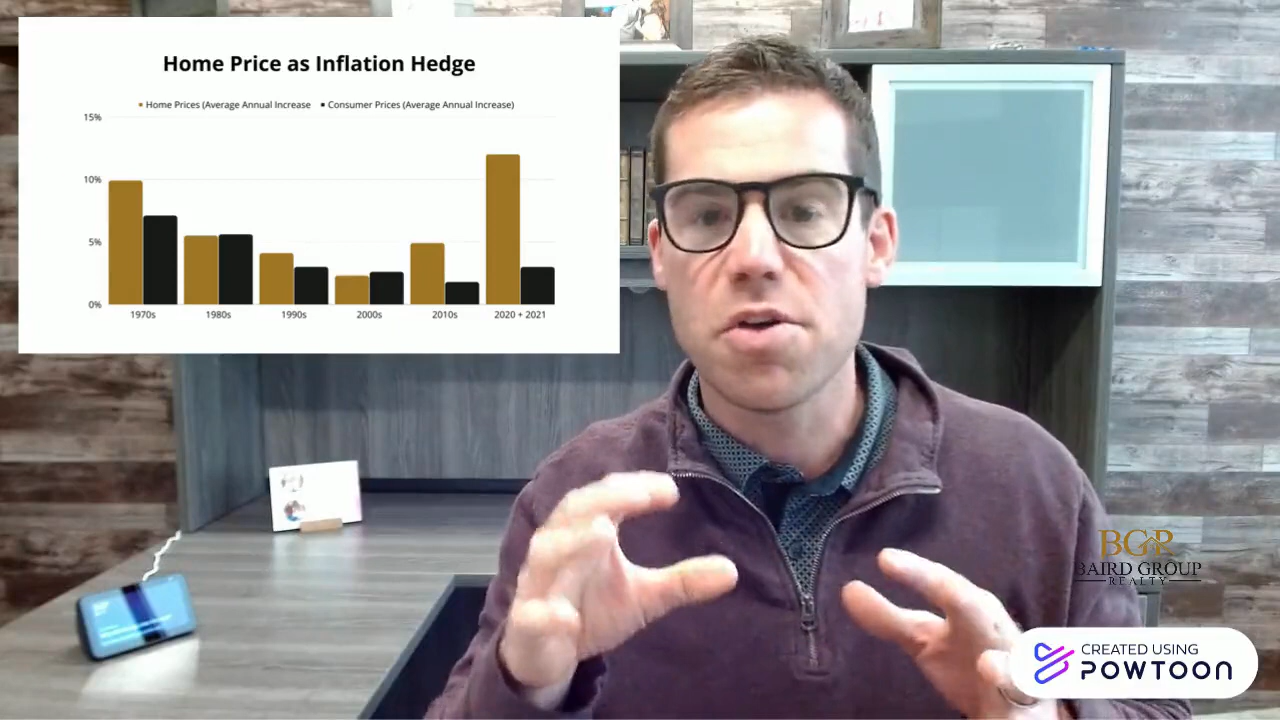 Home Price as Inflation Hedge
Home Prices (Average Annual Increase
Consumer Prices (Average Annual Increase)
15%
10%
5%
0%
1970s
1980s
1990s
2000s
2010s
2020 + 2021
BGP
BAIRD GROUP
REALTY
CREATED USING
POWTOON